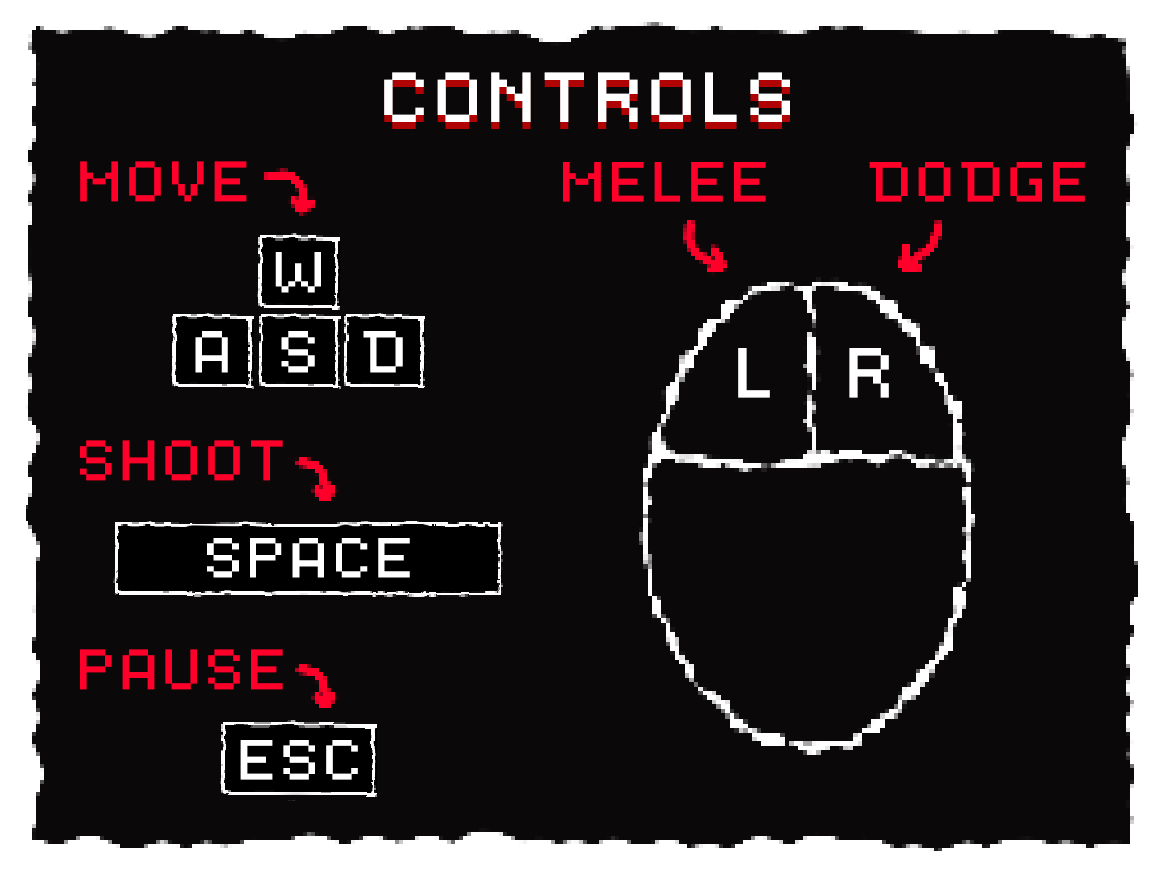 CONTROLS
MOVE
W
A S D
SHOOT
SPACE
PAUSE
ESC
MELEE DODGE
L R